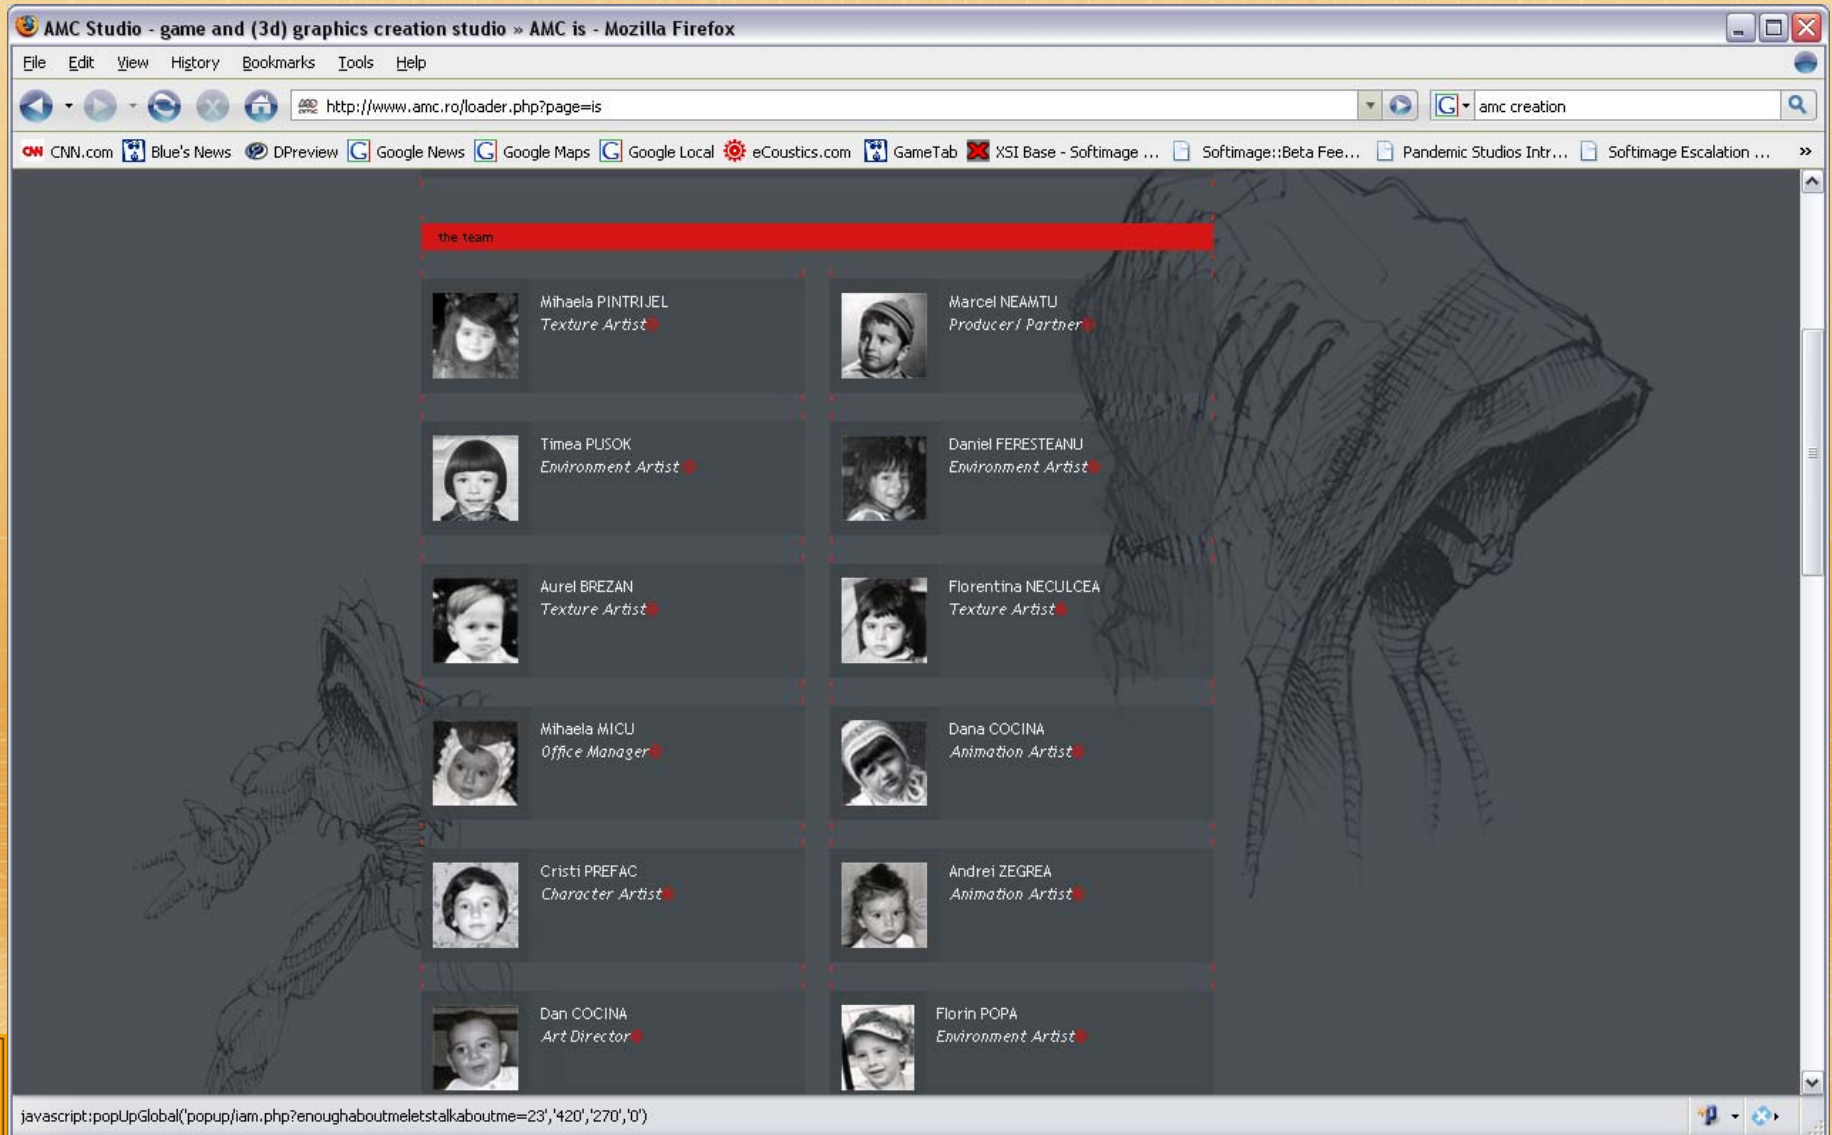 AMC Studio - game and (3d) graphics creation studio » AMC is - Mozilla Firefox
File Edit View History Bookmarks Tools Help
http://www.amc.ro/loader.php?page=is
amc creation
CNN.com Blue's News DPreview Google News Google Maps Google Local eCoustics.com GameTab XSI Base - Softimage ... Softimage::Beta Fee... Pandemic Studios Intr... Softimage Escalation ... »
the team
Mihaela PINTRIJEL
Texture Artist
Marcel NEAMTU
Producer/ Partner
Timea PUSOK
Environment Artist
Daniel FERESTEANU
Environment Artist
Aurel BREZAN
Texture Artist
Florentina NECULCEA
Texture Artist
Mihaela MICU
Office Manager
Dana COCINA
Animation Artist
Cristi PREFAC
Character Artist
Andrei ZEGREA
Animation Artist
Dan COCINA
Art Director
Florin POPA
Environment Artist
javascript:popUpGlobal('popup/iam.php?enoughaboutmeletstalkaboutme=23','420','270','0')